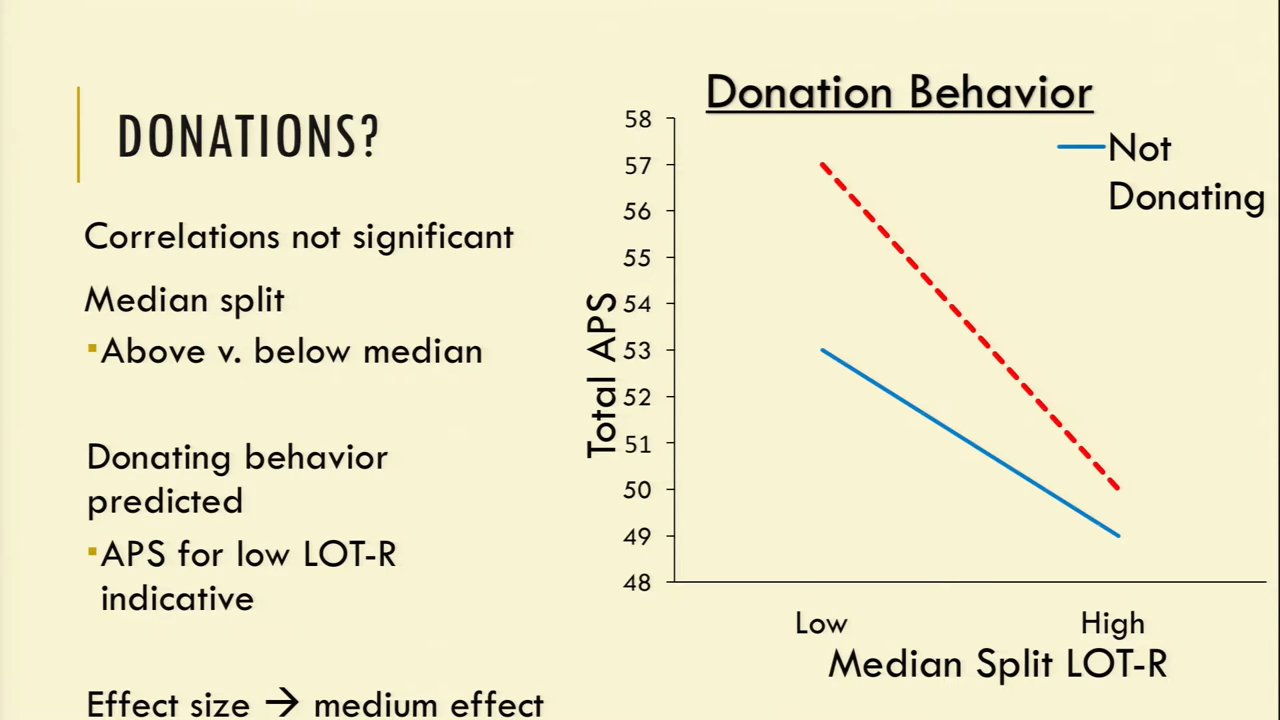 DONATIONS?
Correlations not significant
Median split
▪Above v. below median
Donating behavior
predicted
▪APS for low LOT-R
indicative
Effect size → medium effect
Donation Behavior
Not
Donating
58
57
56
55
54
53
52
51
50
49
48
Total APS
Low High
Median Split LOT-R